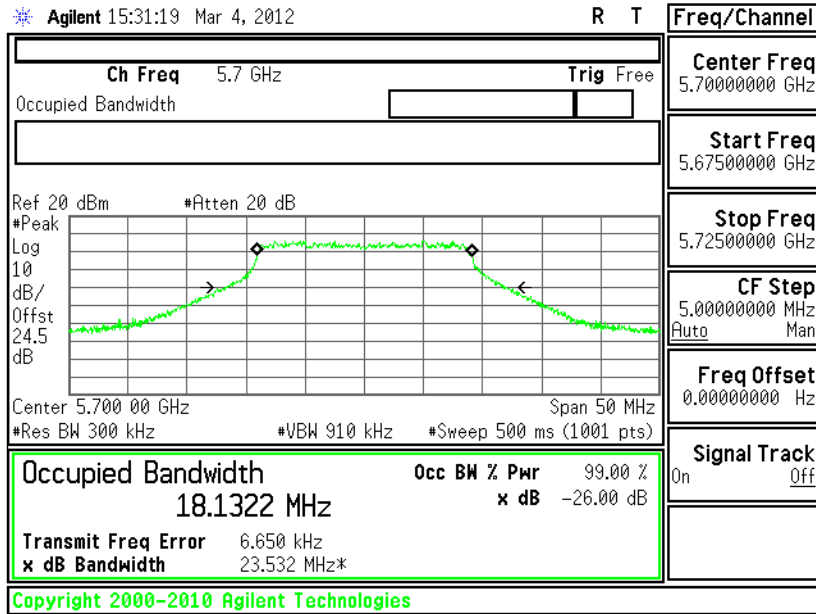 Agilent 15:31:19 Mar 4, 2012 R T
Freq/Channel
Ch Freq 5.7 GHz Trig Free
Occupied Bandwidth
Center Freq
5.70000000 GHz
Start Freq
5.67500000 GHz
Stop Freq
5.72500000 GHz
CF Step
5.00000000 MHz
Auto Man
Freq Offset
0.00000000 Hz
Signal Track
On Off
Ref 20 dBm #Atten 20 dB
#Peak
Log
10
dB/
Offst
24.5
dB
Center 5.700 00 GHz Span 50 MHz
#Res BW 300 kHz #VBW 910 kHz #Sweep 500 ms (1001 pts)
Occupied Bandwidth Occ BW % Pwr 99.00 %
18.1322 MHz x dB -26.00 dB
Transmit Freq Error 6.650 kHz
x dB Bandwidth 23.532 MHz*
Copyright 2000-2010 Agilent Technologies